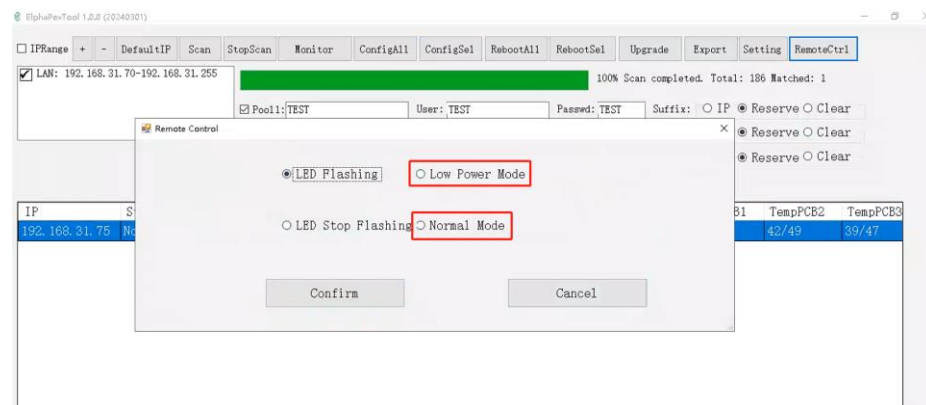 ElphaPexTool 1.0.0 (20240301)
IPRange + - DefaultIP Scan StopScan Monitor ConfigAll ConfigSel RebootAll RebootSel Upgrade Export Setting RemoteCtrl
LAN: 192.168.31.70-192.168.31.255
100% Scan completed. Total: 186 Matched: 1
Pool1: TEST User: TEST Passwd: TEST Suffix: IP Reserve Clear
Remote Control
Reserve Clear
Reserve Clear
LED Flashing Low Power Mode
LED Stop Flashing Normal Mode
Confirm Cancel
IP S B1 TempPCB2 TempPCB3
192.168.31.75 No 42/49 39/47